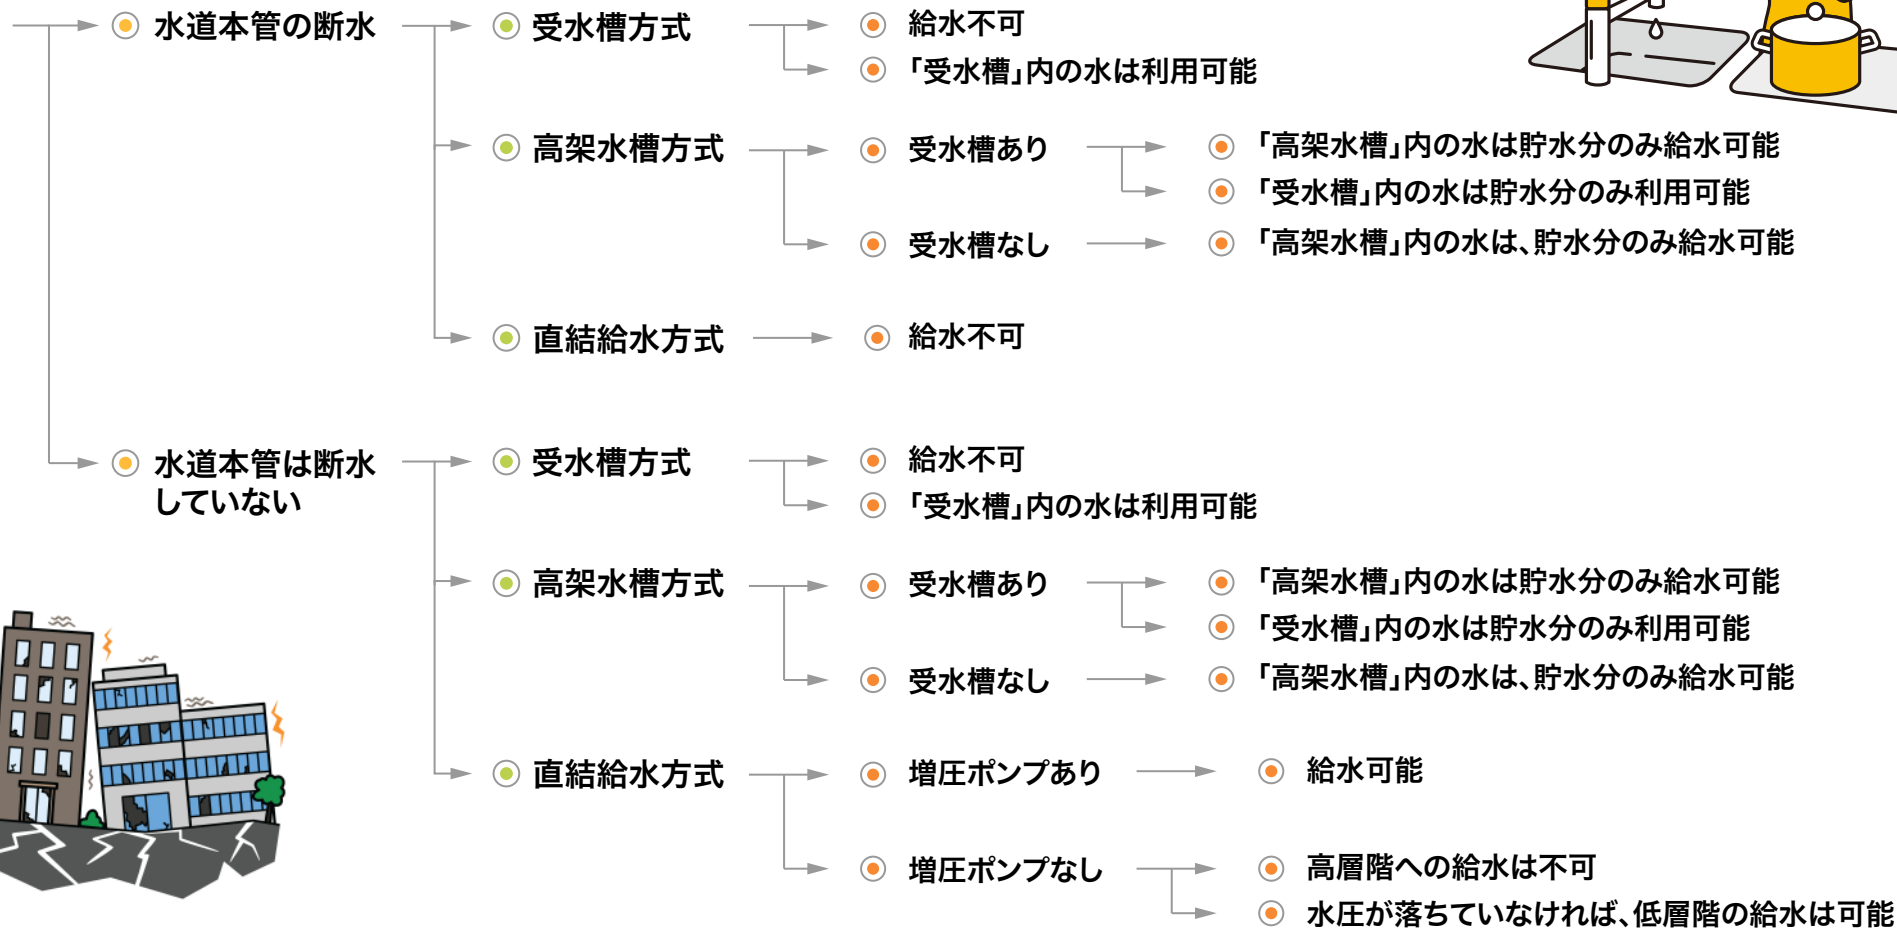 水道本管の断水
受水槽方式
給水不可
「受水槽」内の水は利用可能
高架水槽方式
受水槽あり
「高架水槽」内の水は貯水分のみ給水可能
「受水槽」内の水は貯水分のみ利用可能
受水槽なし
「高架水槽」内の水は、貯水分のみ給水可能
直結給水方式
給水不可
水道本管は断水
していない
受水槽方式
給水不可
「受水槽」内の水は利用可能
高架水槽方式
受水槽あり
「高架水槽」内の水は貯水分のみ給水可能
「受水槽」内の水は貯水分のみ利用可能
受水槽なし
「高架水槽」内の水は、貯水分のみ給水可能
直結給水方式
増圧ポンプあり
給水可能
増圧ポンプなし
高層階への給水は不可
水圧が落ちていなければ、低層階の給水は可能